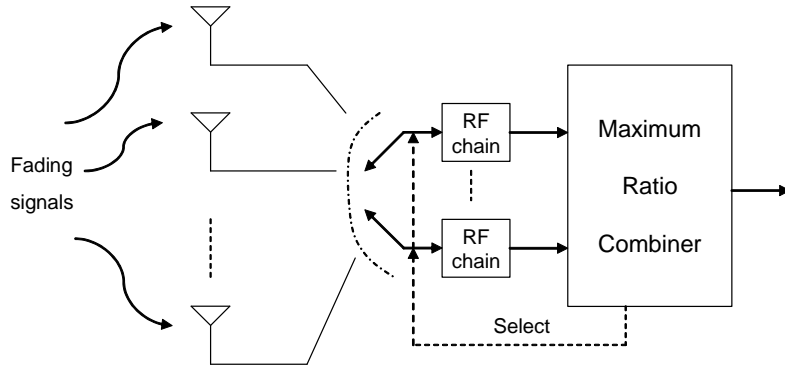 Fading
signals
RF
chain
RF
chain
Maximum
Ratio
Combiner
Select